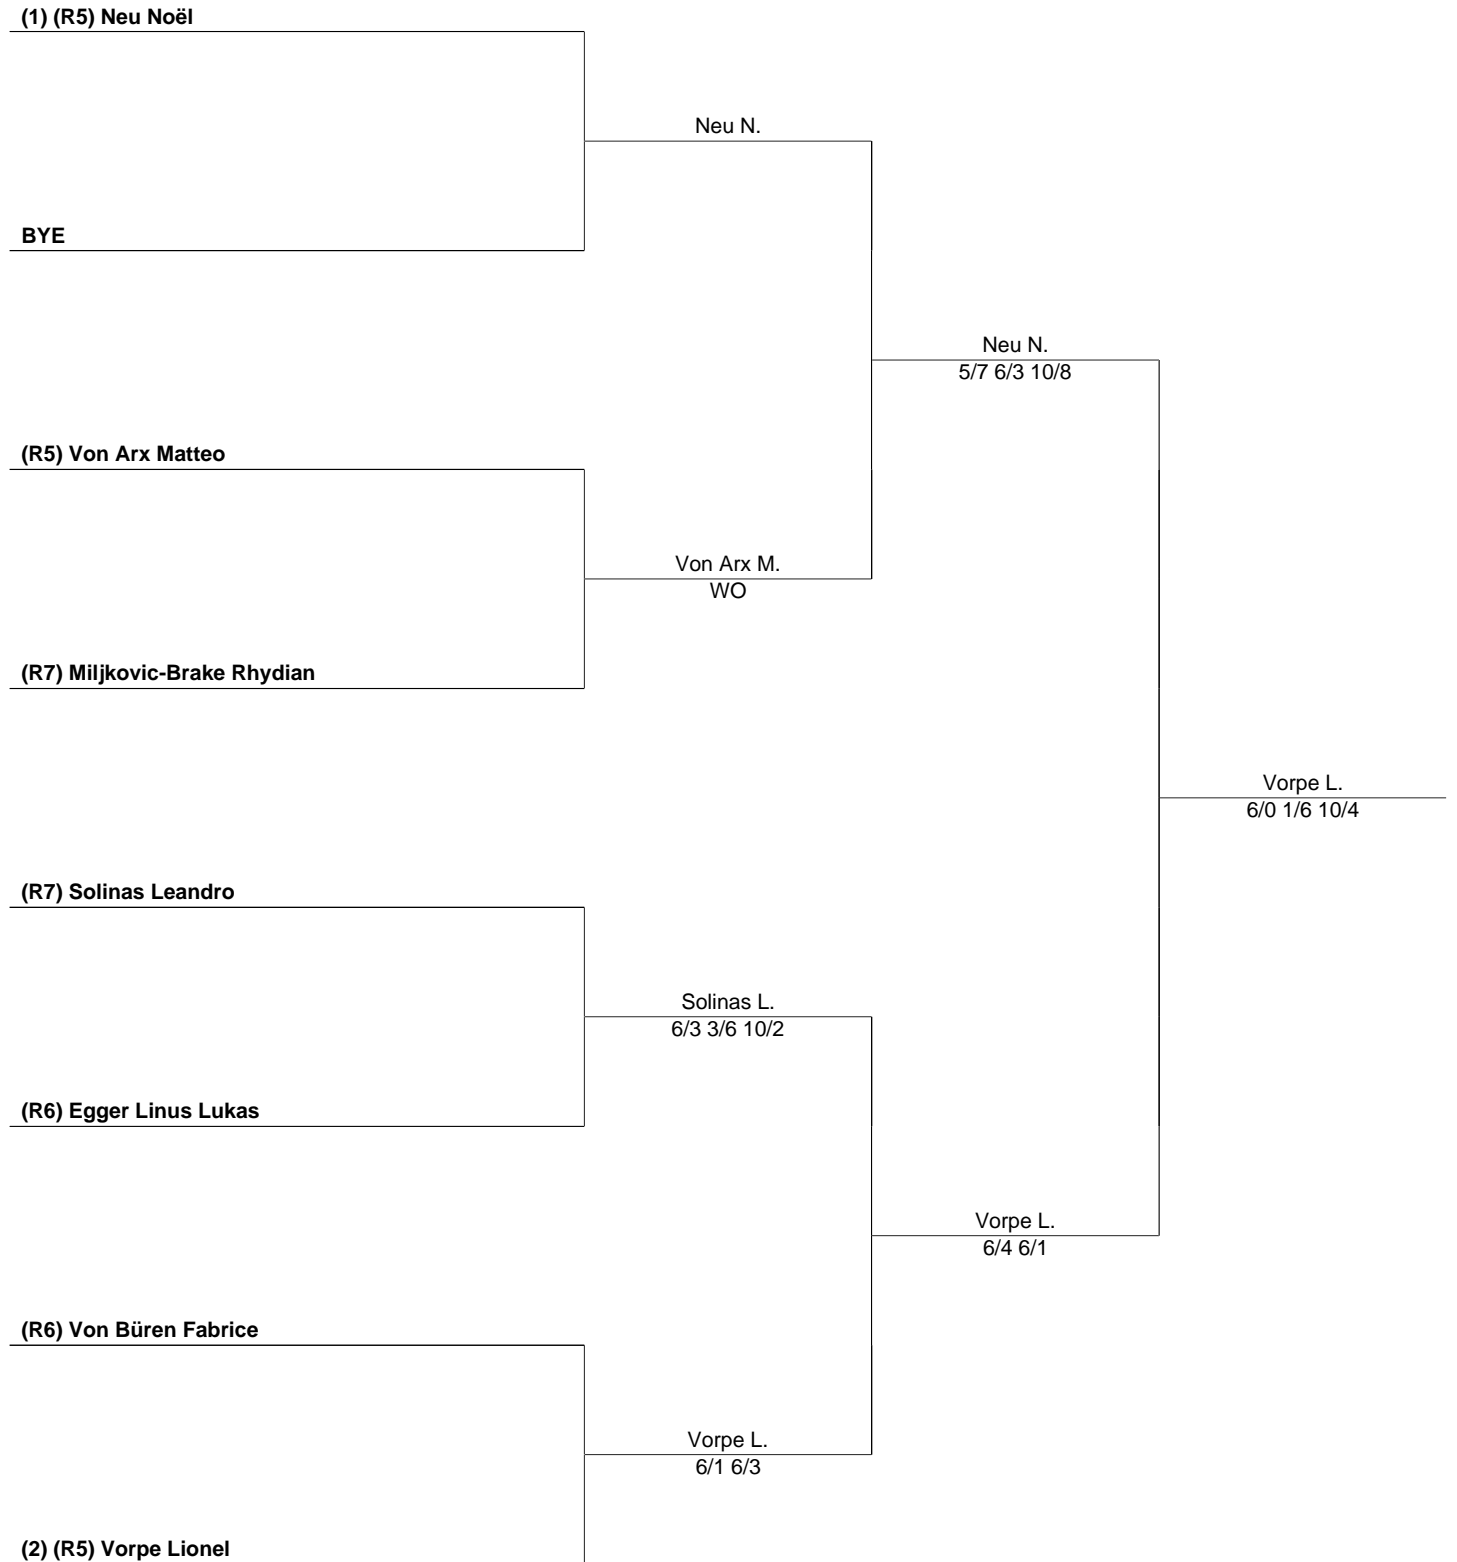 (1) (R5) Neu Noël
Neu N.
BYE
Neu N.
5/7 6/3 10/8
(R5) Von Arx Matteo
Von Arx M.
WO
(R7) Miljkovic-Brake Rhydian
Vorpe L.
6/0 1/6 10/4
(R7) Solinas Leandro
Solinas L.
6/3 3/6 10/2
(R6) Egger Linus Lukas
Vorpe L.
6/4 6/1
(R6) Von Büren Fabrice
Vorpe L.
6/1 6/3
(2) (R5) Vorpe Lionel